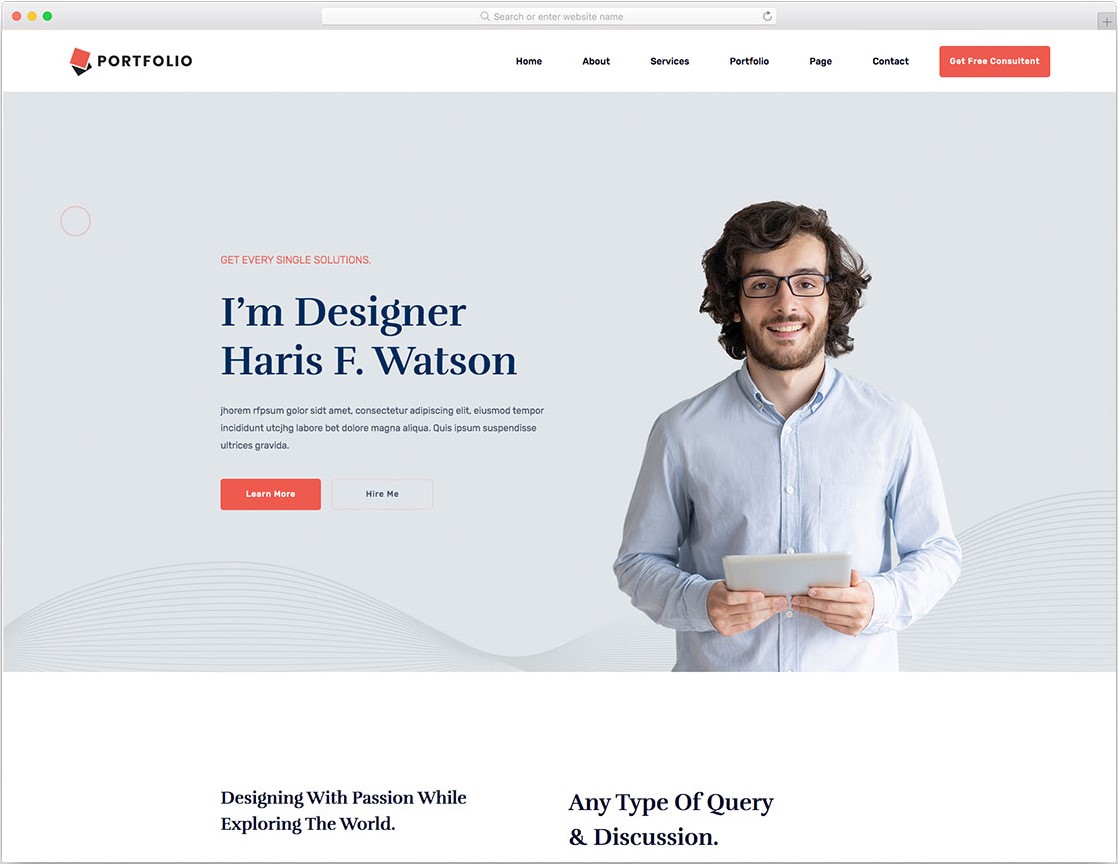 Search or enter website name
PORTFOLIO
Home About Services Portfolio Page Contact Get Free Consultent
GET EVERY SINGLE SOLUTIONS.
I'm Designer
Haris F. Watson
jhorem rfpsum golor sidt amet, consectetur adipiscing elit, eiusmod tempor
incididunt utcjhg labore bet dolore magna aliqua. Quis ipsum suspendisse
ultrices gravida.
Learn More Hire Me
Designing With Passion While
Exploring The World.
Any Type Of Query
& Discussion.